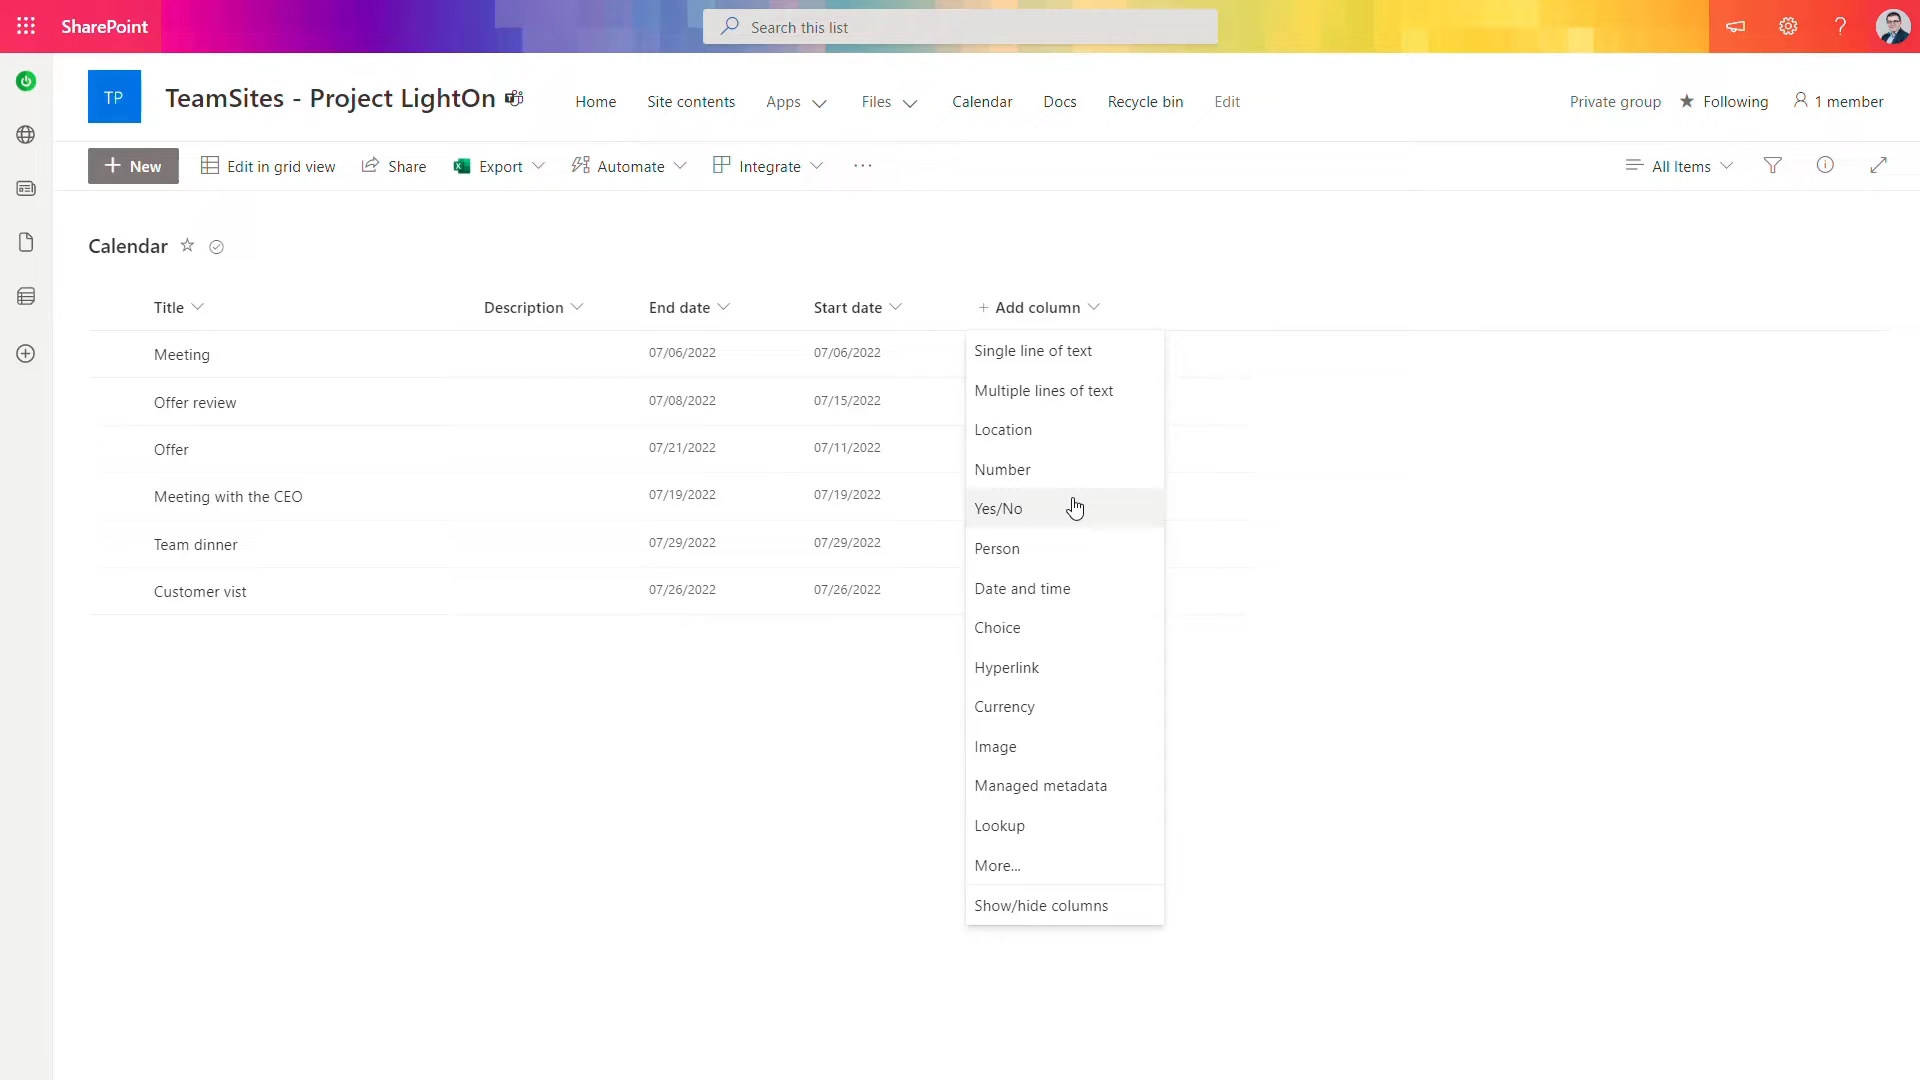 SharePoint
Search this list
TP
TeamSites - Project LightOn
Home Site contents Apps Files Calendar Docs Recycle bin Edit
Private group Following 1 member
New Edit in grid view Share Export Automate Integrate ...
All Items
Calendar
Title Description End date Start date + Add column
Meeting 07/06/2022 07/06/2022
Offer review 07/08/2022 07/15/2022
Offer 07/21/2022 07/11/2022
Meeting with the CEO 07/19/2022 07/19/2022
Team dinner 07/29/2022 07/29/2022
Customer vist 07/26/2022 07/26/2022
Single line of text
Multiple lines of text
Location
Number
Yes/No
Person
Date and time
Choice
Hyperlink
Currency
Image
Managed metadata
Lookup
More...
Show/hide columns